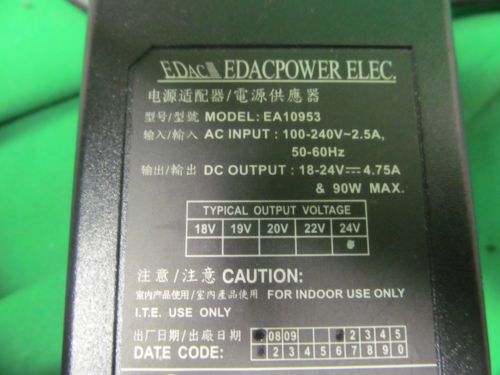 EDAC EDACPOWER ELEC.
电源适配器/電源供應器
型号/型號 MODEL: EA10953
输入/輸入 AC INPUT : 100-240V~2.5A,
50-60Hz
输出/輸出 DC OUTPUT : 18-24V⎓4.75A
& 90W MAX.
TYPICAL OUTPUT VOLTAGE
18V 19V 20V 22V 24V
注意/注意 CAUTION:
室内产品使用/室內產品使用 FOR INDOOR USE ONLY
I.T.E. USE ONLY
出厂日期/出廠日期 0809 2345
DATE CODE: 234567890